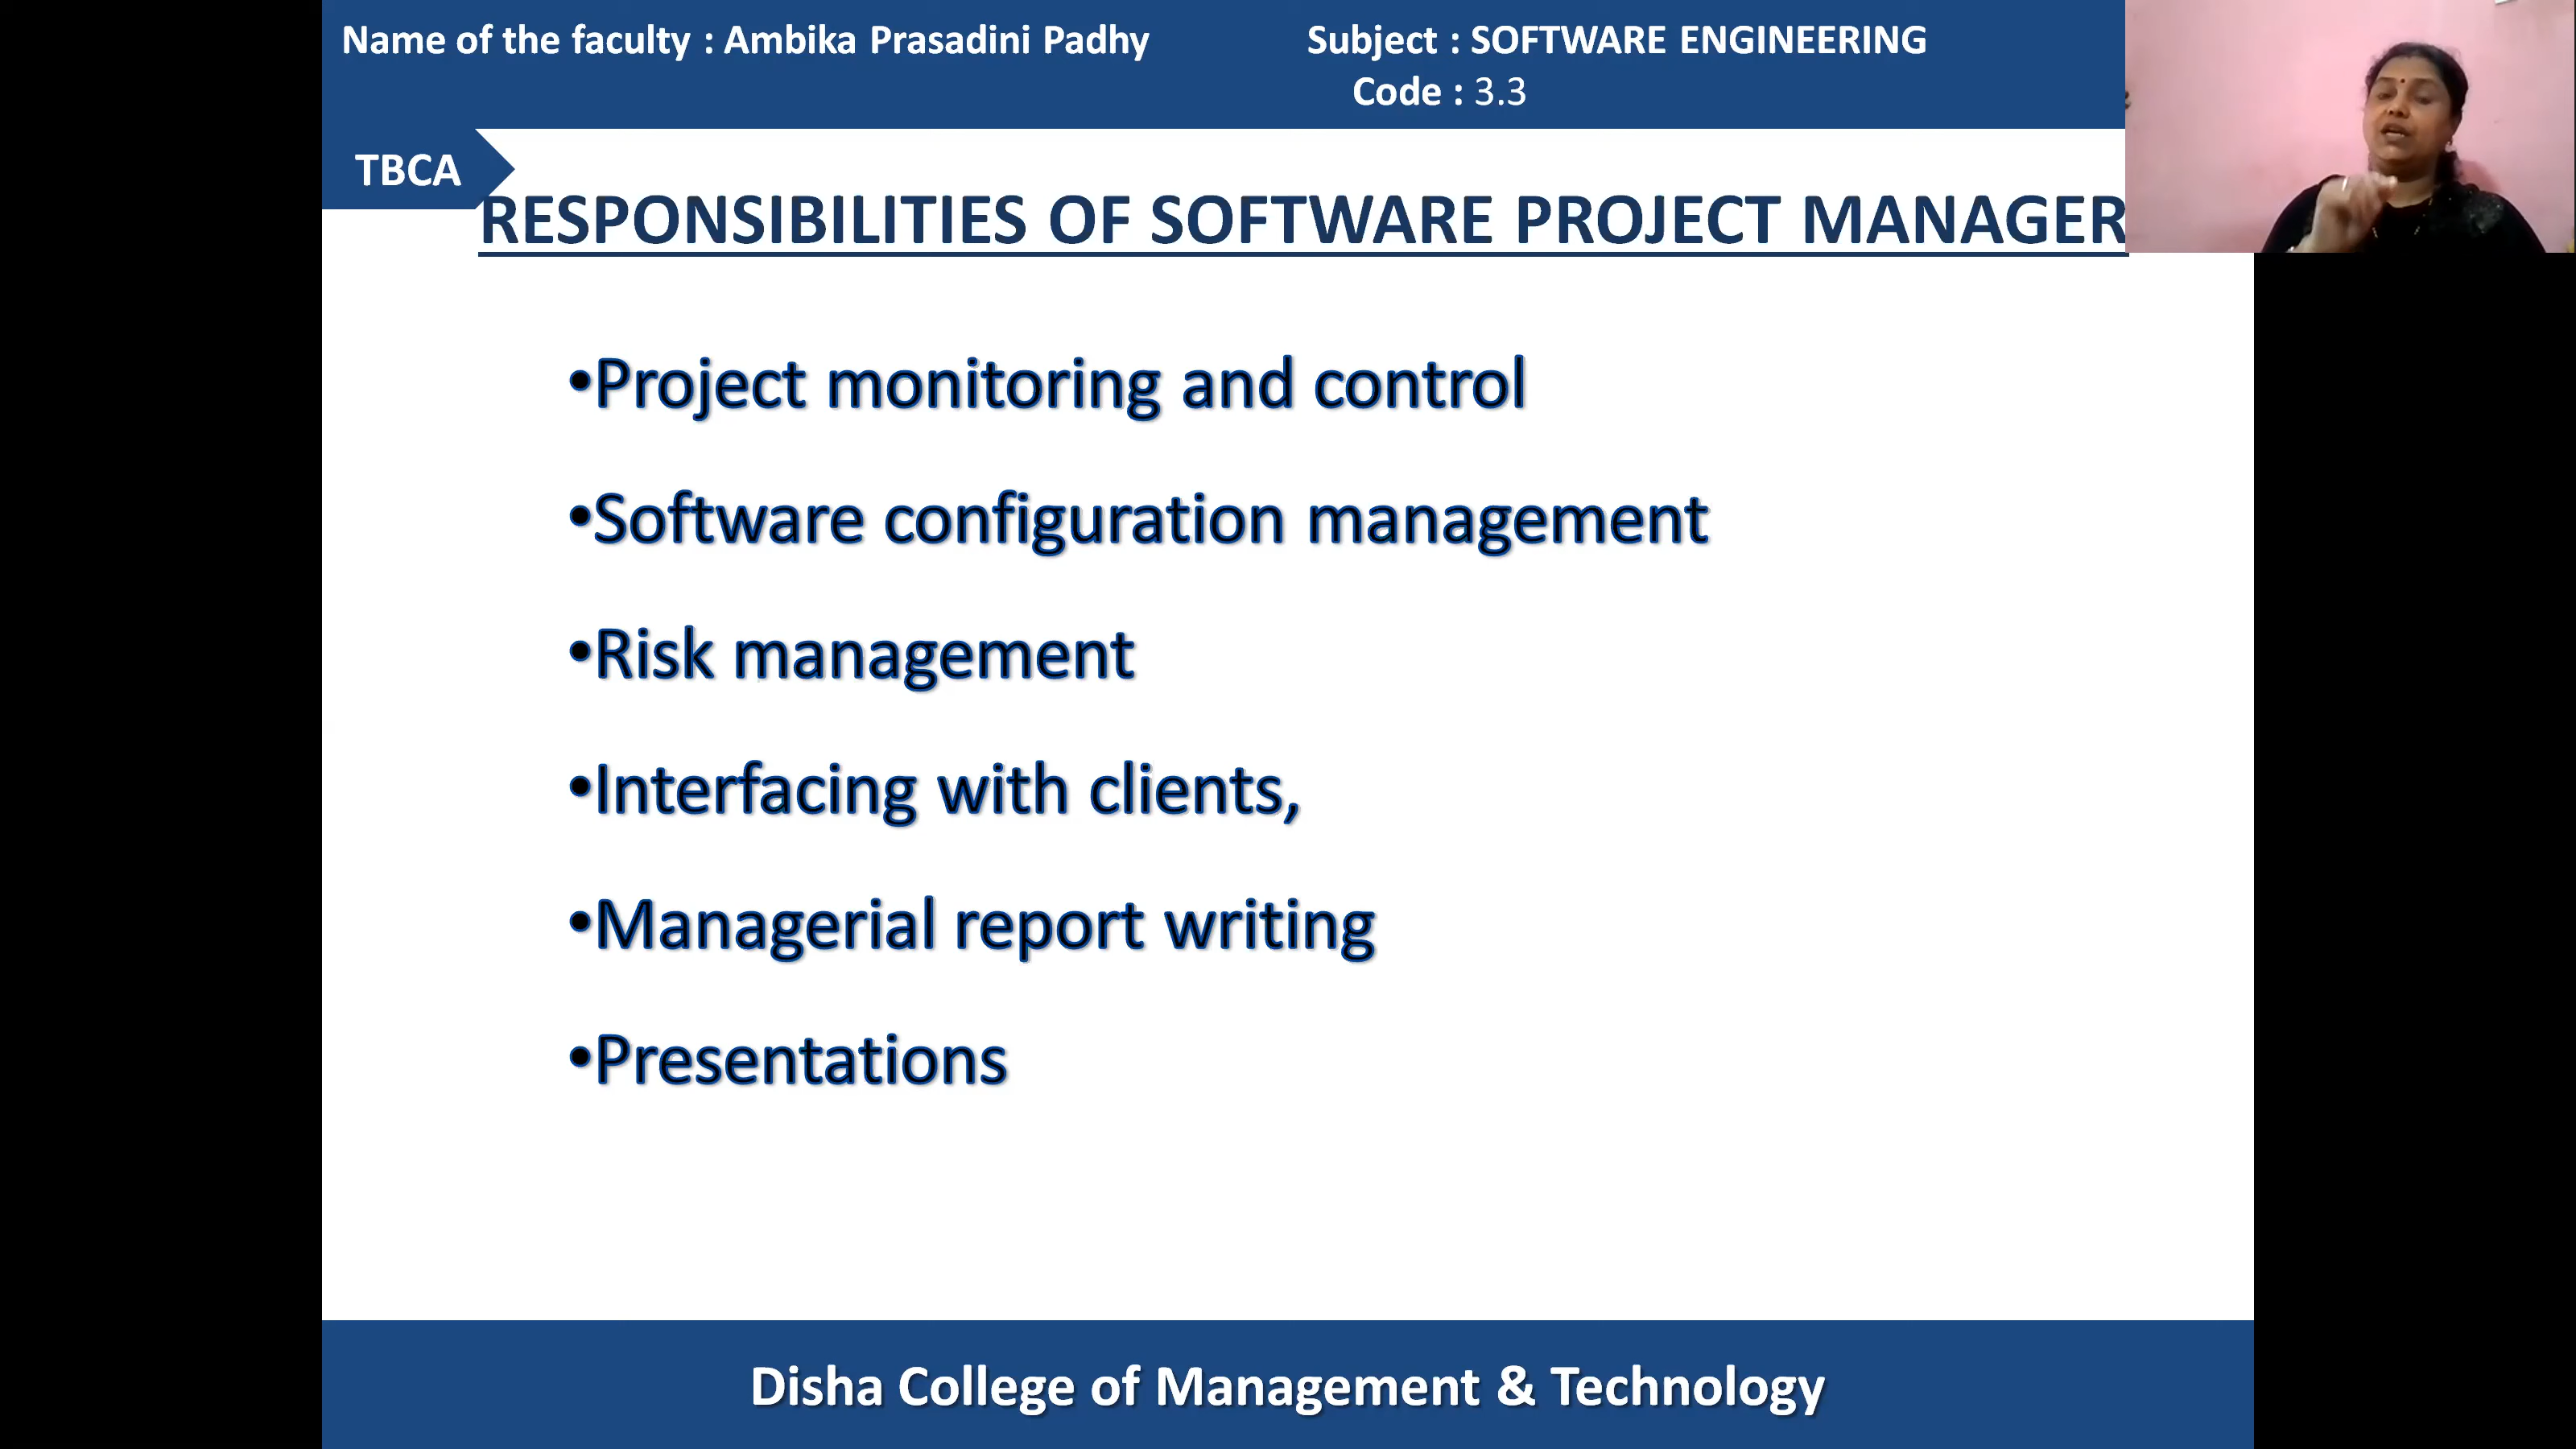 Name of the faculty : Ambika Prasadini Padhy
Subject : SOFTWARE ENGINEERING
Code : 3.3
TBCA
RESPONSIBILITIES OF SOFTWARE PROJECT MANAGER
•Project monitoring and control
•Software configuration management
•Risk management
•Interfacing with clients,
•Managerial report writing
•Presentations
Disha College of Management & Technology